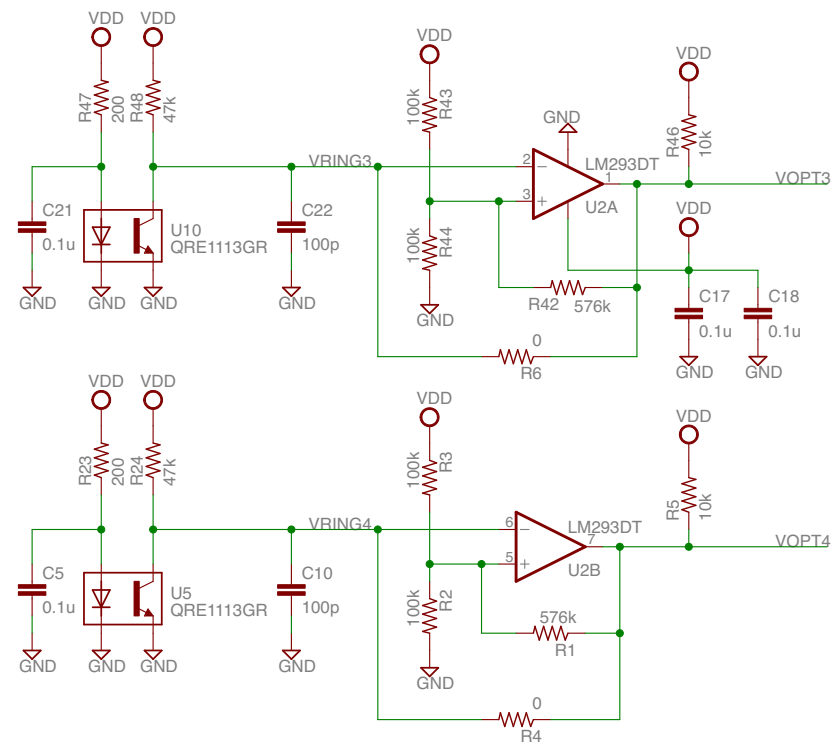 VDD VDD
R47
200
R48
47k
VDD
100k
R43
VDD
R46
10k
GND
LM293DT
VRING3
2
1
3
U2A
VOPT3
C21
0.1u
U10
QRE1113GR
C22
100p
100k
R44
VDD
GND GND GND GND
GND
R42
576k
C17
0.1u
C18
0.1u
0
R6
GND GND
VDD VDD
R23
200
R24
47k
VDD
100k
R3
VDD
R5
10k
VRING4
6
LM293DT
7
5
U2B
VOPT4
C5
0.1u
U5
QRE1113GR
C10
100p
100k
R2
576k
R1
GND GND GND GND
GND
0
R4